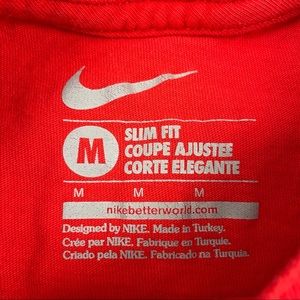 M
SLIM FIT
COUPE AJUSTEE
CORTE ELEGANTE
M M M
nikebetterworld.com
Designed by NIKE. Made in Turkey.
Crée par NIKE. Fabrique en Turquie.
Criado pela NIKE. Fabricado na Turquia.